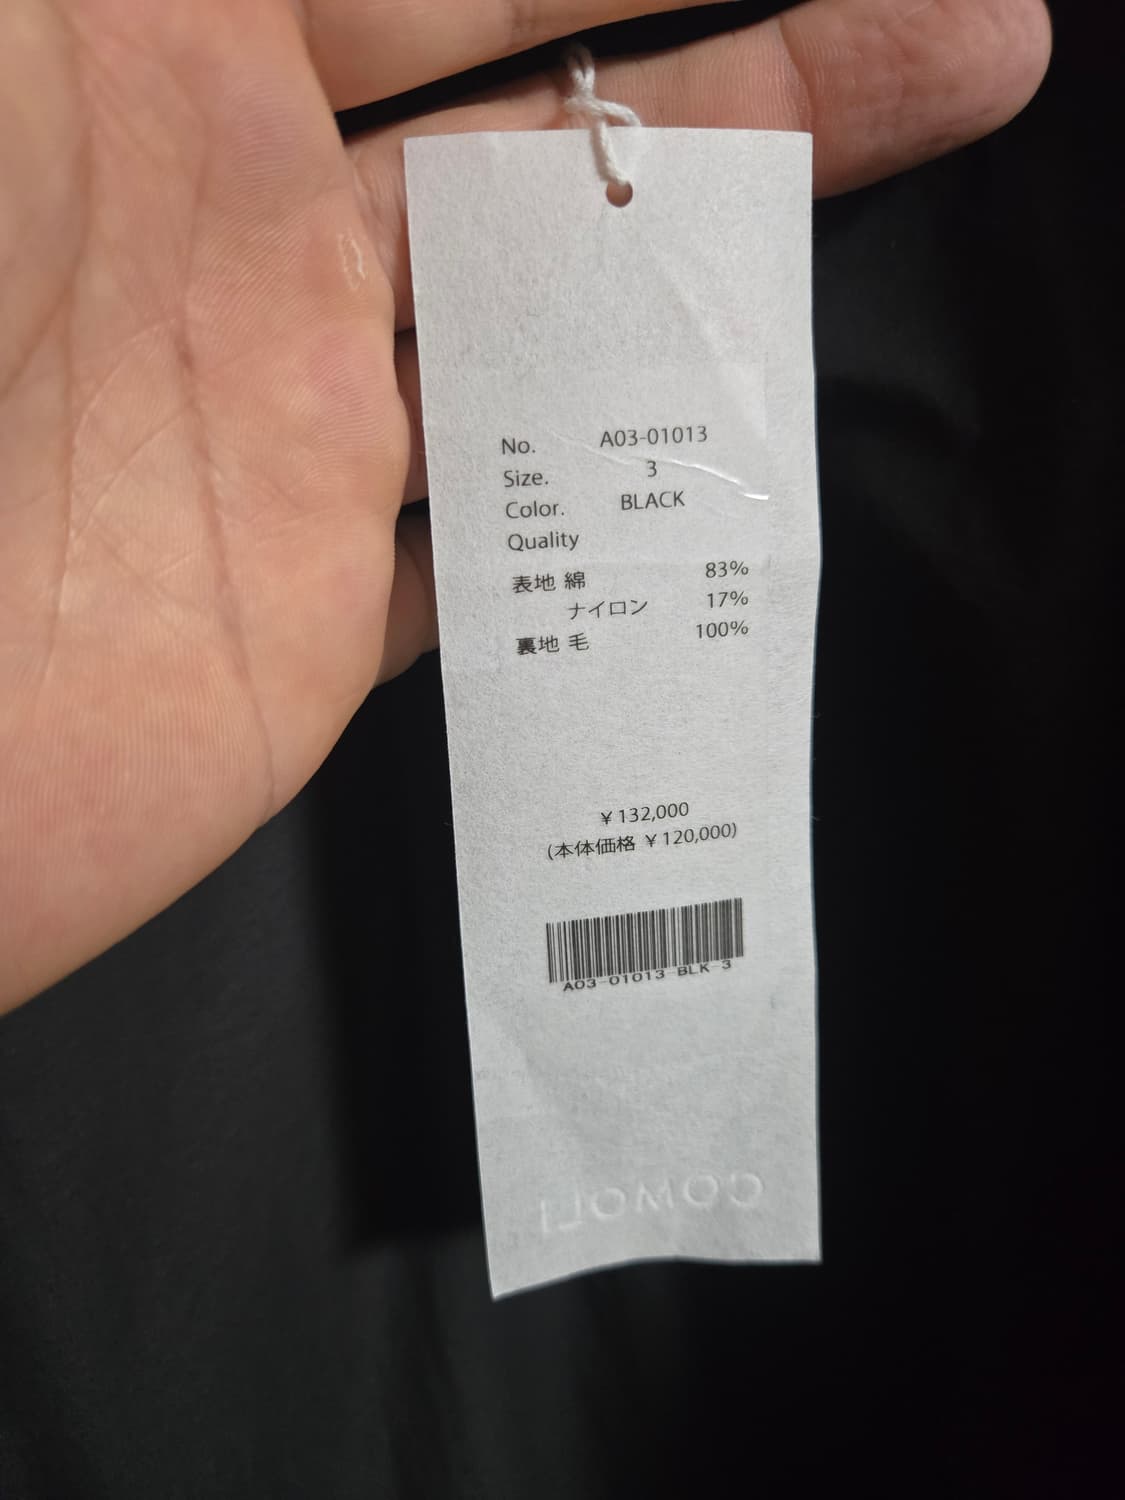 No. A03-01013
Size. 3
Color. BLACK
Quality
表地 綿 83%
ナイロン 17%
裏地 毛 100%
￥132,000
(本体価格 ￥120,000)
A03-01013-BLK-3
COMOLI